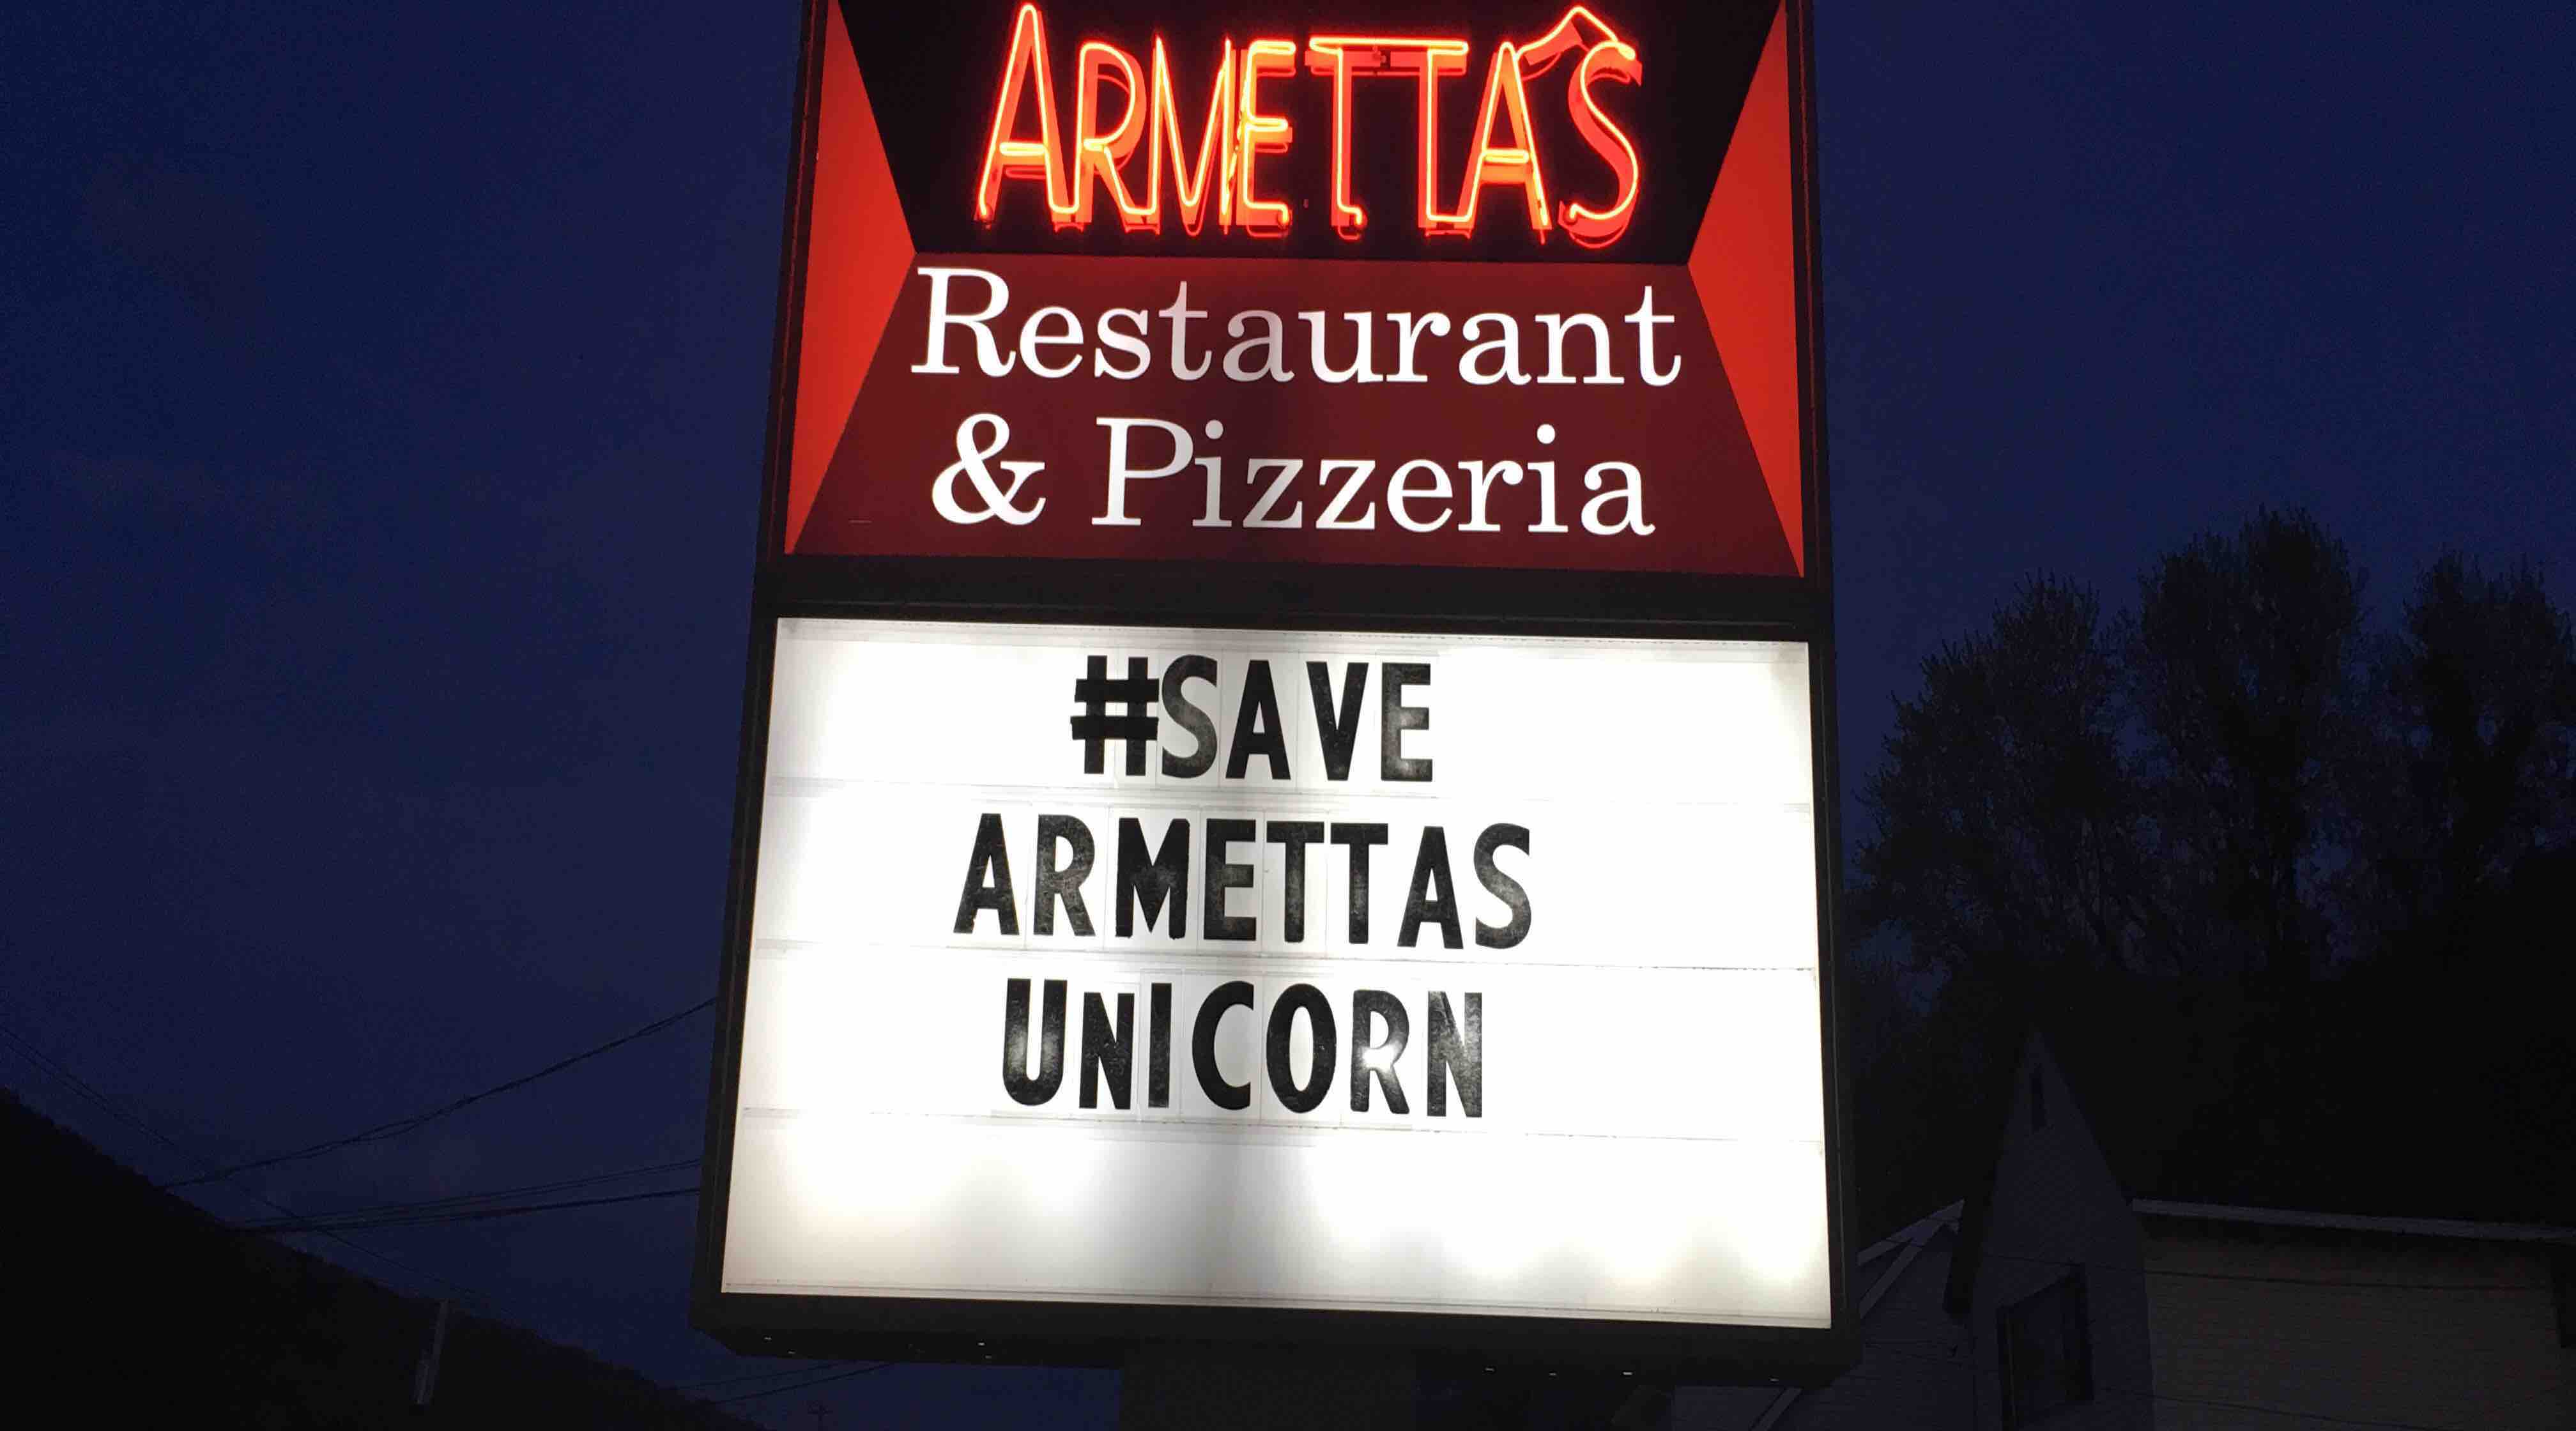 ARMETTA'S
Restaurant
& Pizzeria
#SAVE
ARMETTAS
UNICORN